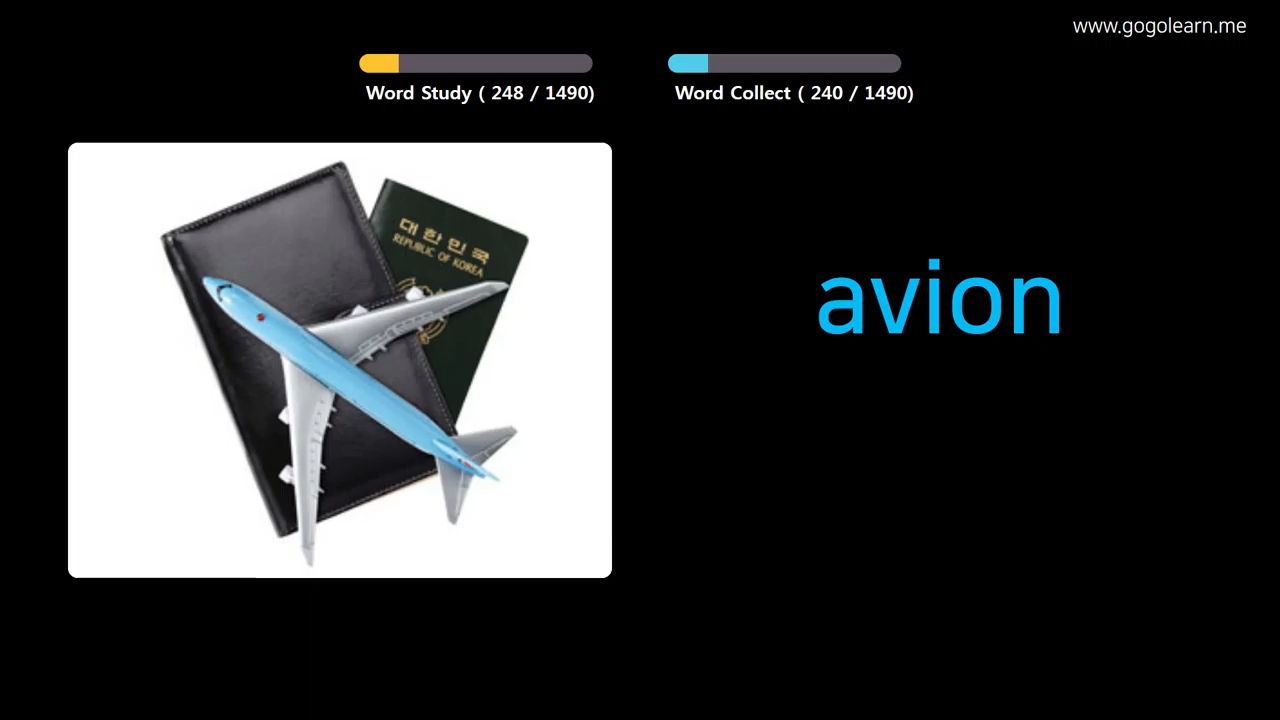 www.gogolearn.me
Word Study ( 248 / 1490)
Word Collect ( 240 / 1490)
대한민국
REPUBLIC OF KOREA
avion